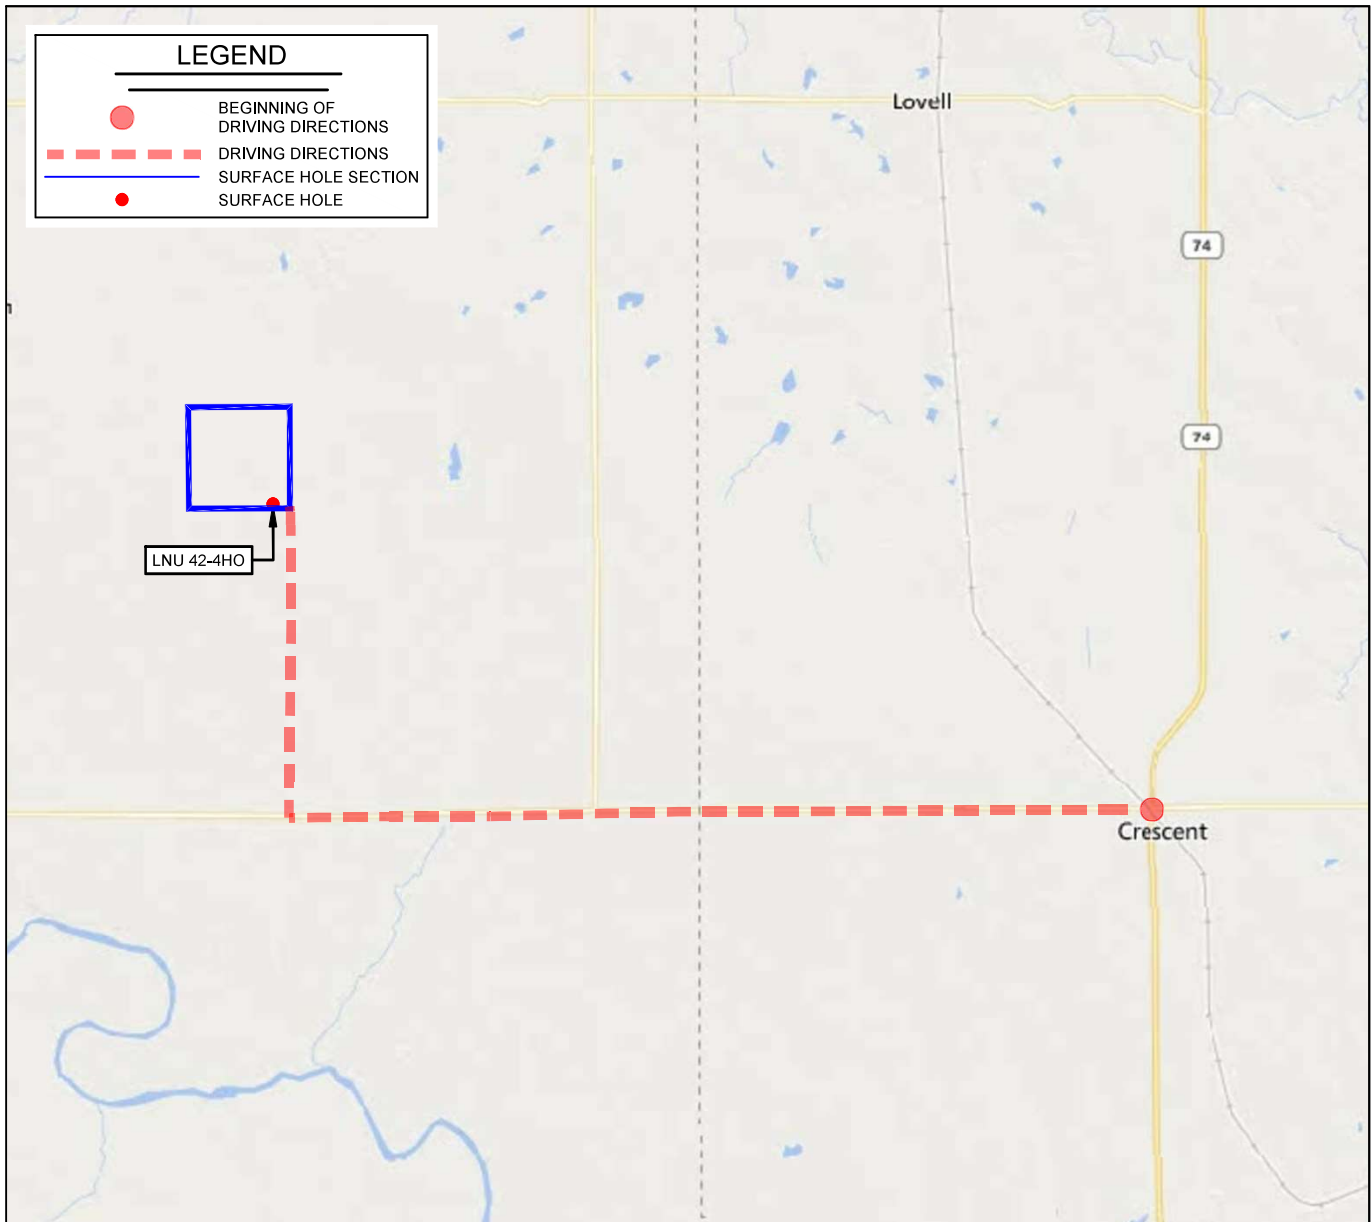 LEGEND
BEGINNING OF
DRIVING DIRECTIONS
DRIVING DIRECTIONS
SURFACE HOLE SECTION
SURFACE HOLE
Lovell
74
74
LNU 42-4HO
Crescent